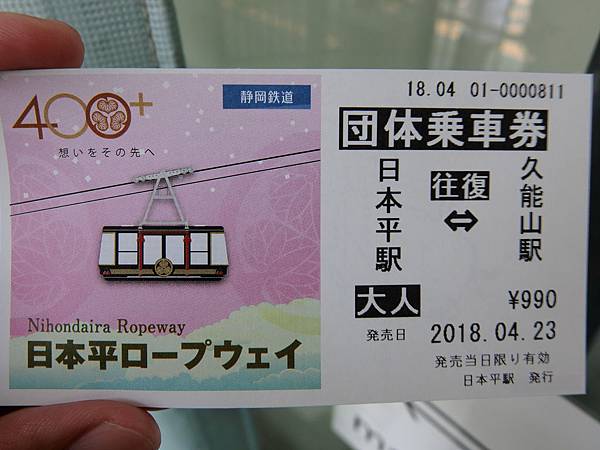 400+
想いをその先へ
静岡鉄道
Nihondaira Ropeway
日本平ロープウェイ
18.04 01-0000811
団体乗車券
日本平駅
往復
⇔
久能山駅
大人 ¥990
発売日 2018.04.23
発売当日限り有効
日本平駅 発行